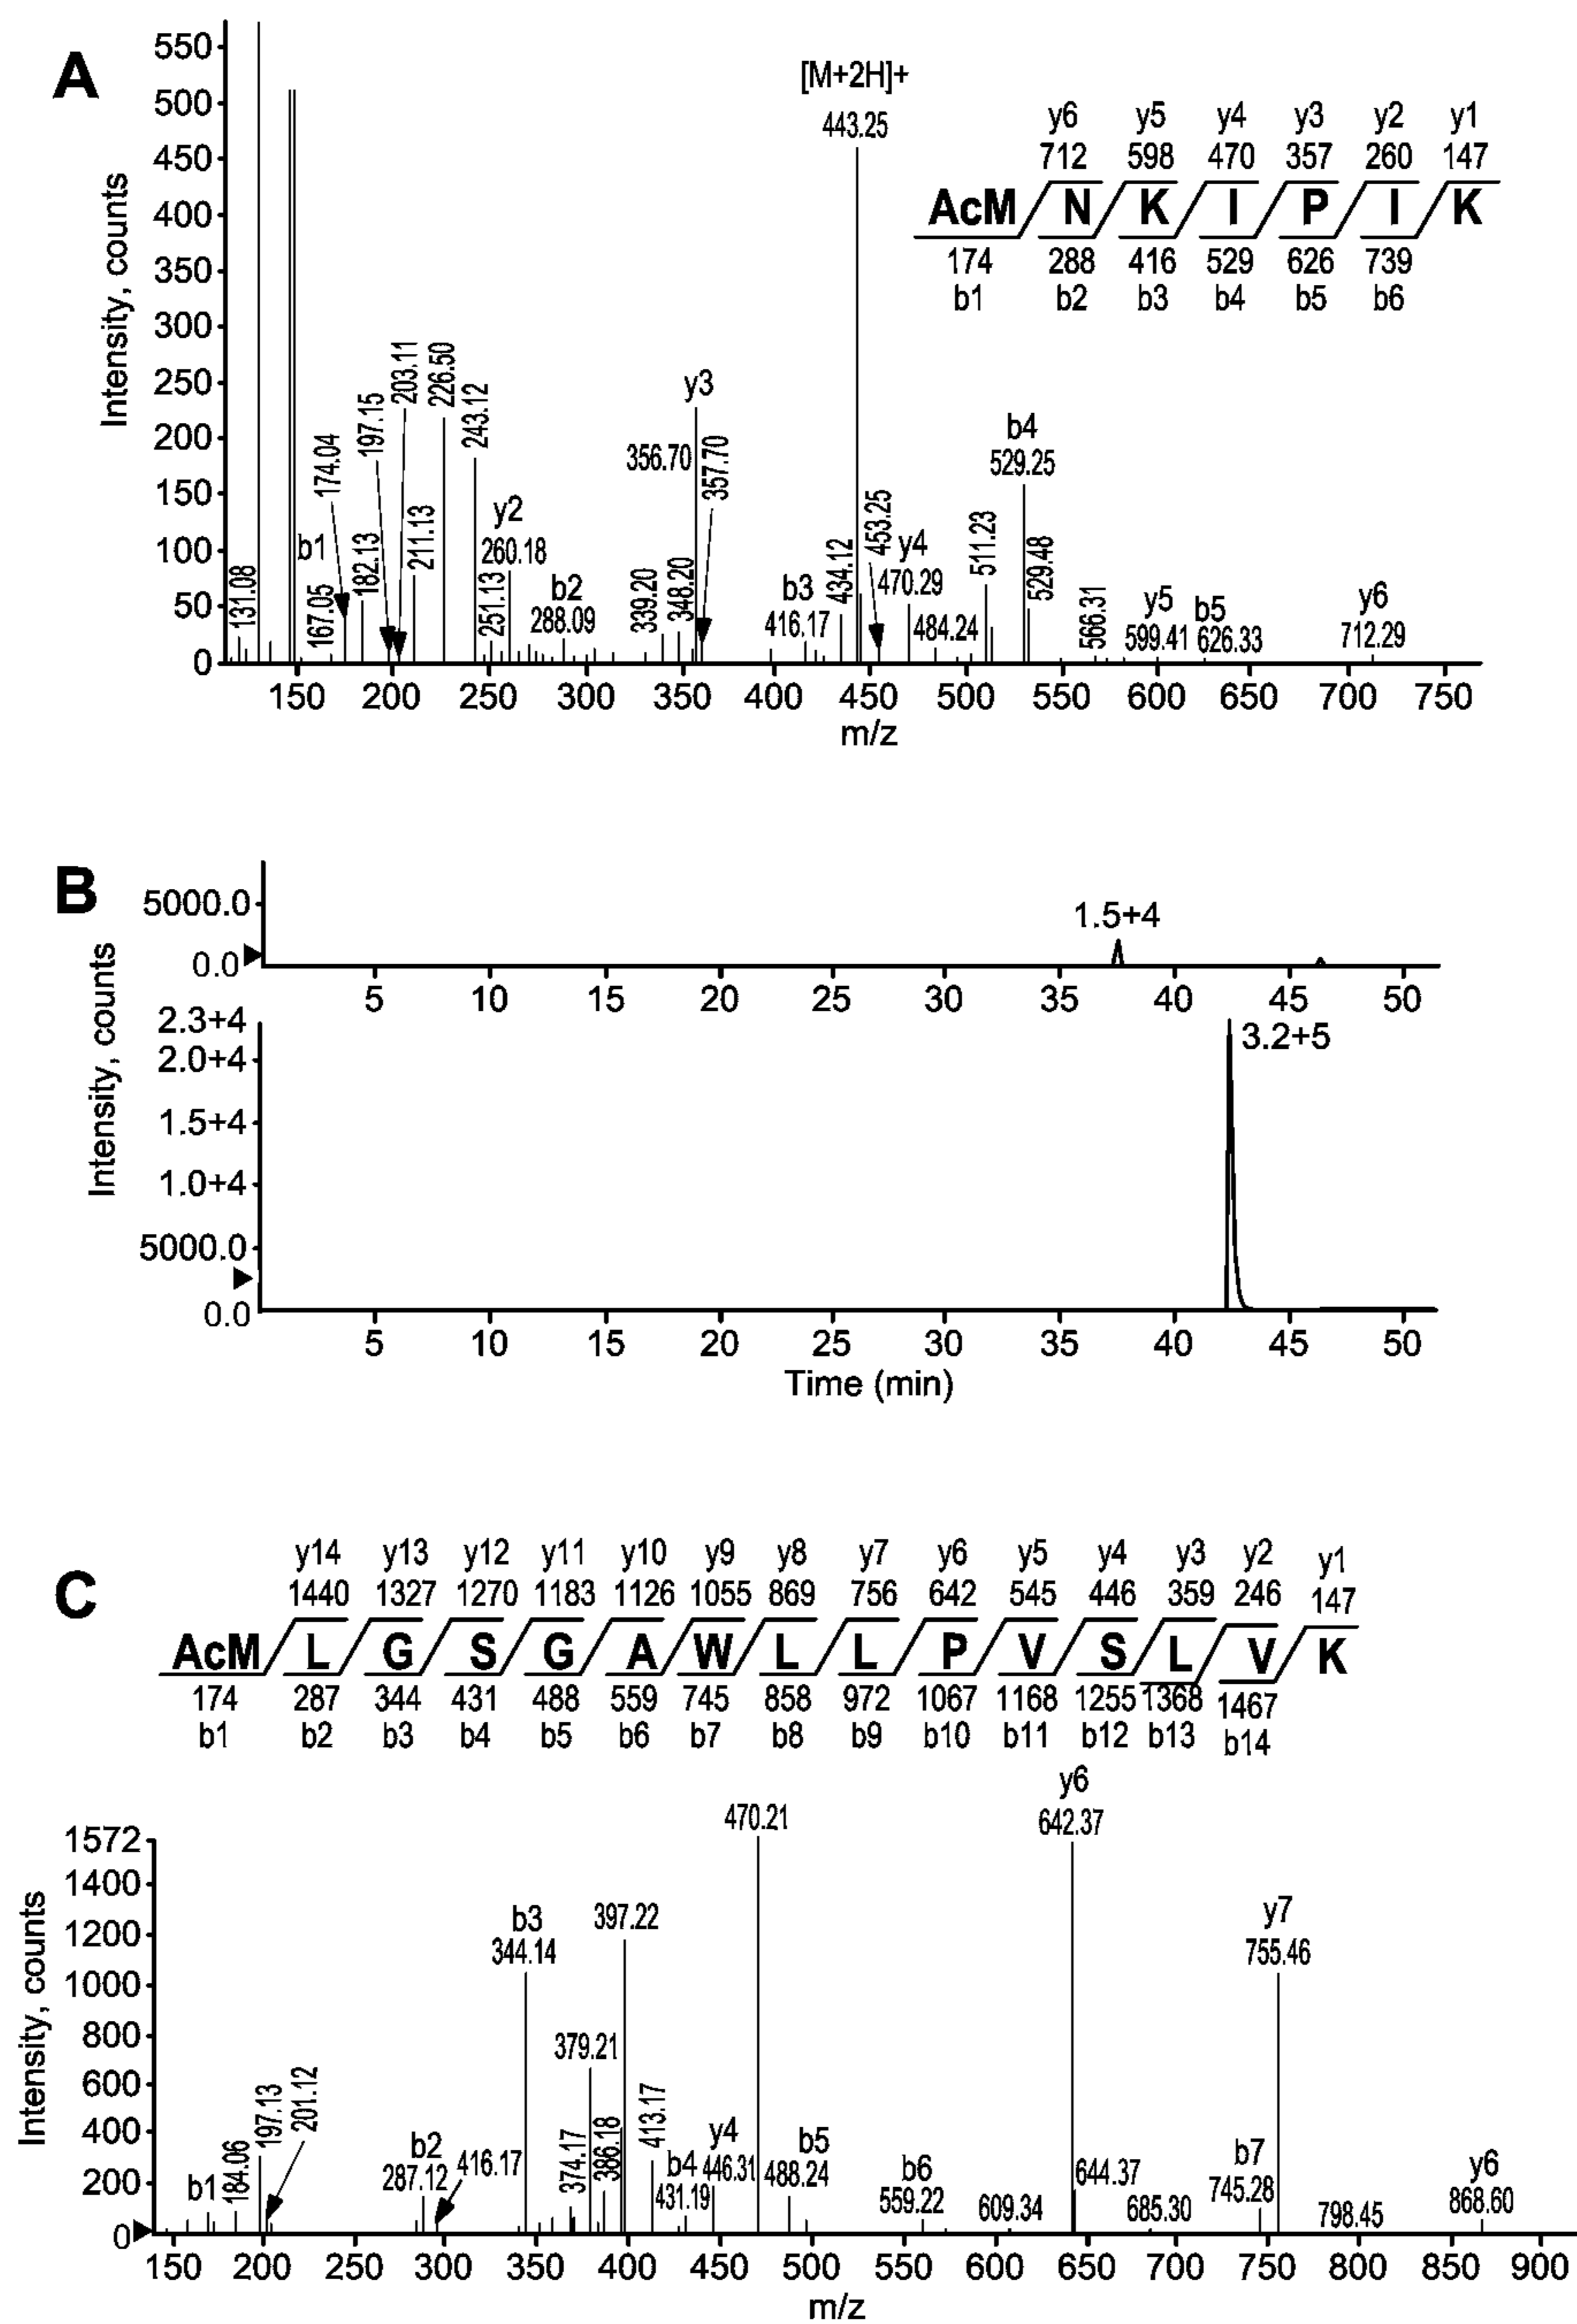 A
Intensity, counts
550
500
450
400
350
300
250
200
150
100
50
0
[M+2H]+
443.25
y6 y5 y4 y3 y2 y1
712 598 470 357 260 147
AcM N K I P I K
174 288 416 529 626 739
b1 b2 b3 b4 b5 b6
131.08
b1
167.05
174.04
182.13
197.15
203.11
211.13
226.50
243.12
251.13
y2
260.18
b2
288.09
339.20
348.20
y3
356.70
357.70
b3
416.17
434.12
453.25
y4
470.29
484.24
511.23
b4
529.25
529.48
566.31
y5
599.41
b5
626.33
y6
712.29
150 200 250 300 350 400 450 500 550 600 650 700 750
m/z
B
Intensity, counts
5000.0
0.0
1.5+4
5 10 15 20 25 30 35 40 45 50
Intensity, counts
2.3+4
2.0+4
1.5+4
1.0+4
5000.0
0.0
3.2+5
5 10 15 20 25 30 35 40 45 50
Time (min)
C
y14 y13 y12 y11 y10 y9 y8 y7 y6 y5 y4 y3 y2 y1
1440 1327 1270 1183 1126 1055 869 756 642 545 446 359 246 147
AcM L G S G A W L L P V S L V K
174 287 344 431 488 559 745 858 972 1067 1168 1255 1368 1467
b1 b2 b3 b4 b5 b6 b7 b8 b9 b10 b11 b12 b13 b14
Intensity, counts
1572
1400
1200
1000
800
600
400
200
0
b1
184.06
197.13
201.12
b2
287.12
416.17
b3
344.14
374.17
379.21
386.18
397.22
413.17
b4
431.19
y4
446.31
470.21
b5
488.24
b6
559.22
609.34
y6
642.37
644.37
685.30
b7
745.28
y7
755.46
798.45
y6
868.60
150 200 250 300 350 400 450 500 550 600 650 700 750 800 850 900
m/z